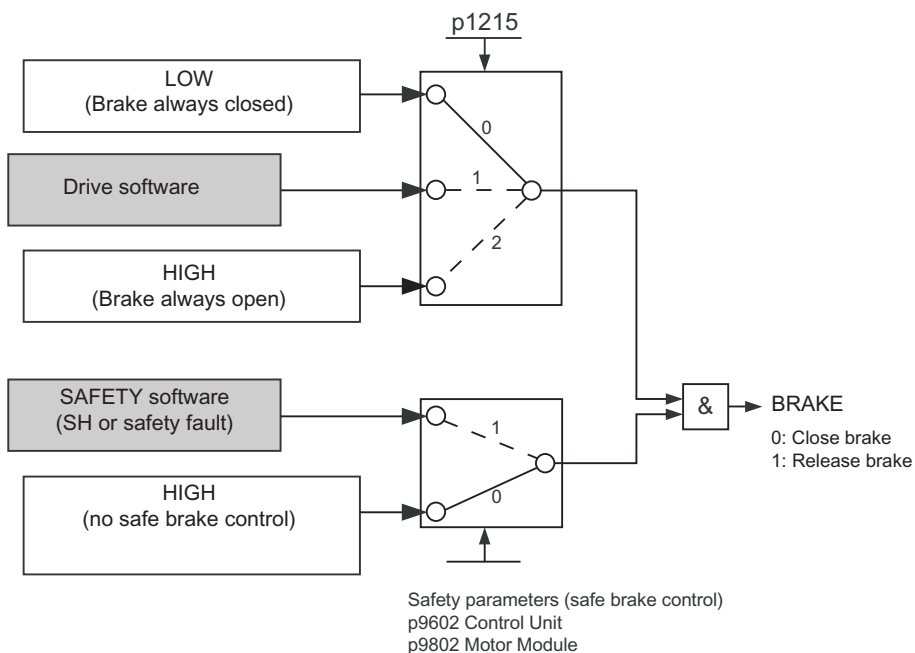 p1215
LOW
(Brake always closed)
0
Drive software
1
2
HIGH
(Brake always open)
SAFETY software
(SH or safety fault)
1
&
BRAKE
0: Close brake
1: Release brake
HIGH
(no safe brake control)
0
Safety parameters (safe brake control)
p9602 Control Unit
p9802 Motor Module